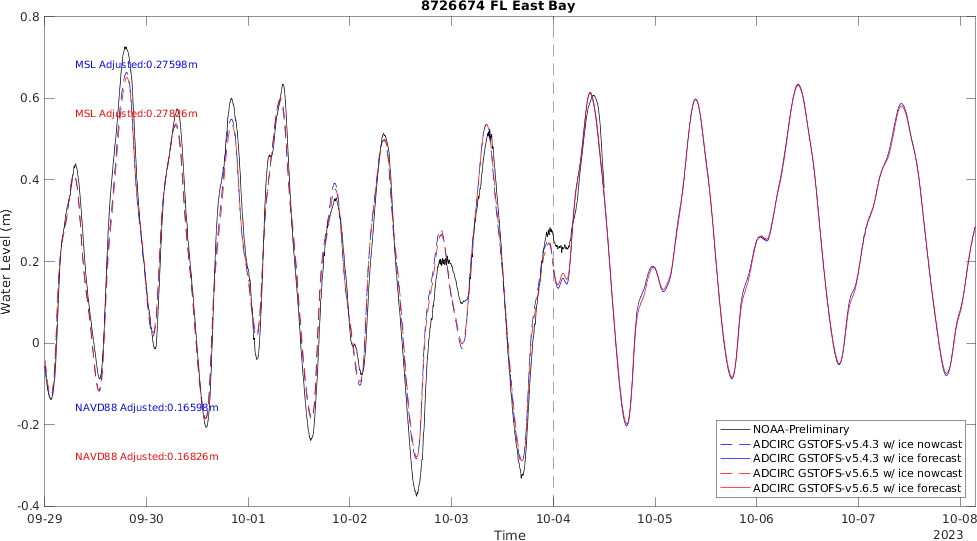 8726674 FL East Bay
0.8
0.6
0.4
0.2
0
-0.2
-0.4
Water Level (m)
MSL Adjusted:0.27598m
MSL Adjusted:0.27826m
NAVD88 Adjusted:0.16598m
NAVD88 Adjusted:0.16826m
NOAA-Preliminary
ADCIRC GSTOFS-v5.4.3 w/ ice nowcast
ADCIRC GSTOFS-v5.4.3 w/ ice forecast
ADCIRC GSTOFS-v5.6.5 w/ ice nowcast
ADCIRC GSTOFS-v5.6.5 w/ ice forecast
09-29 09-30 10-01 10-02 10-03 10-04 10-05 10-06 10-07 10-08
Time
2023